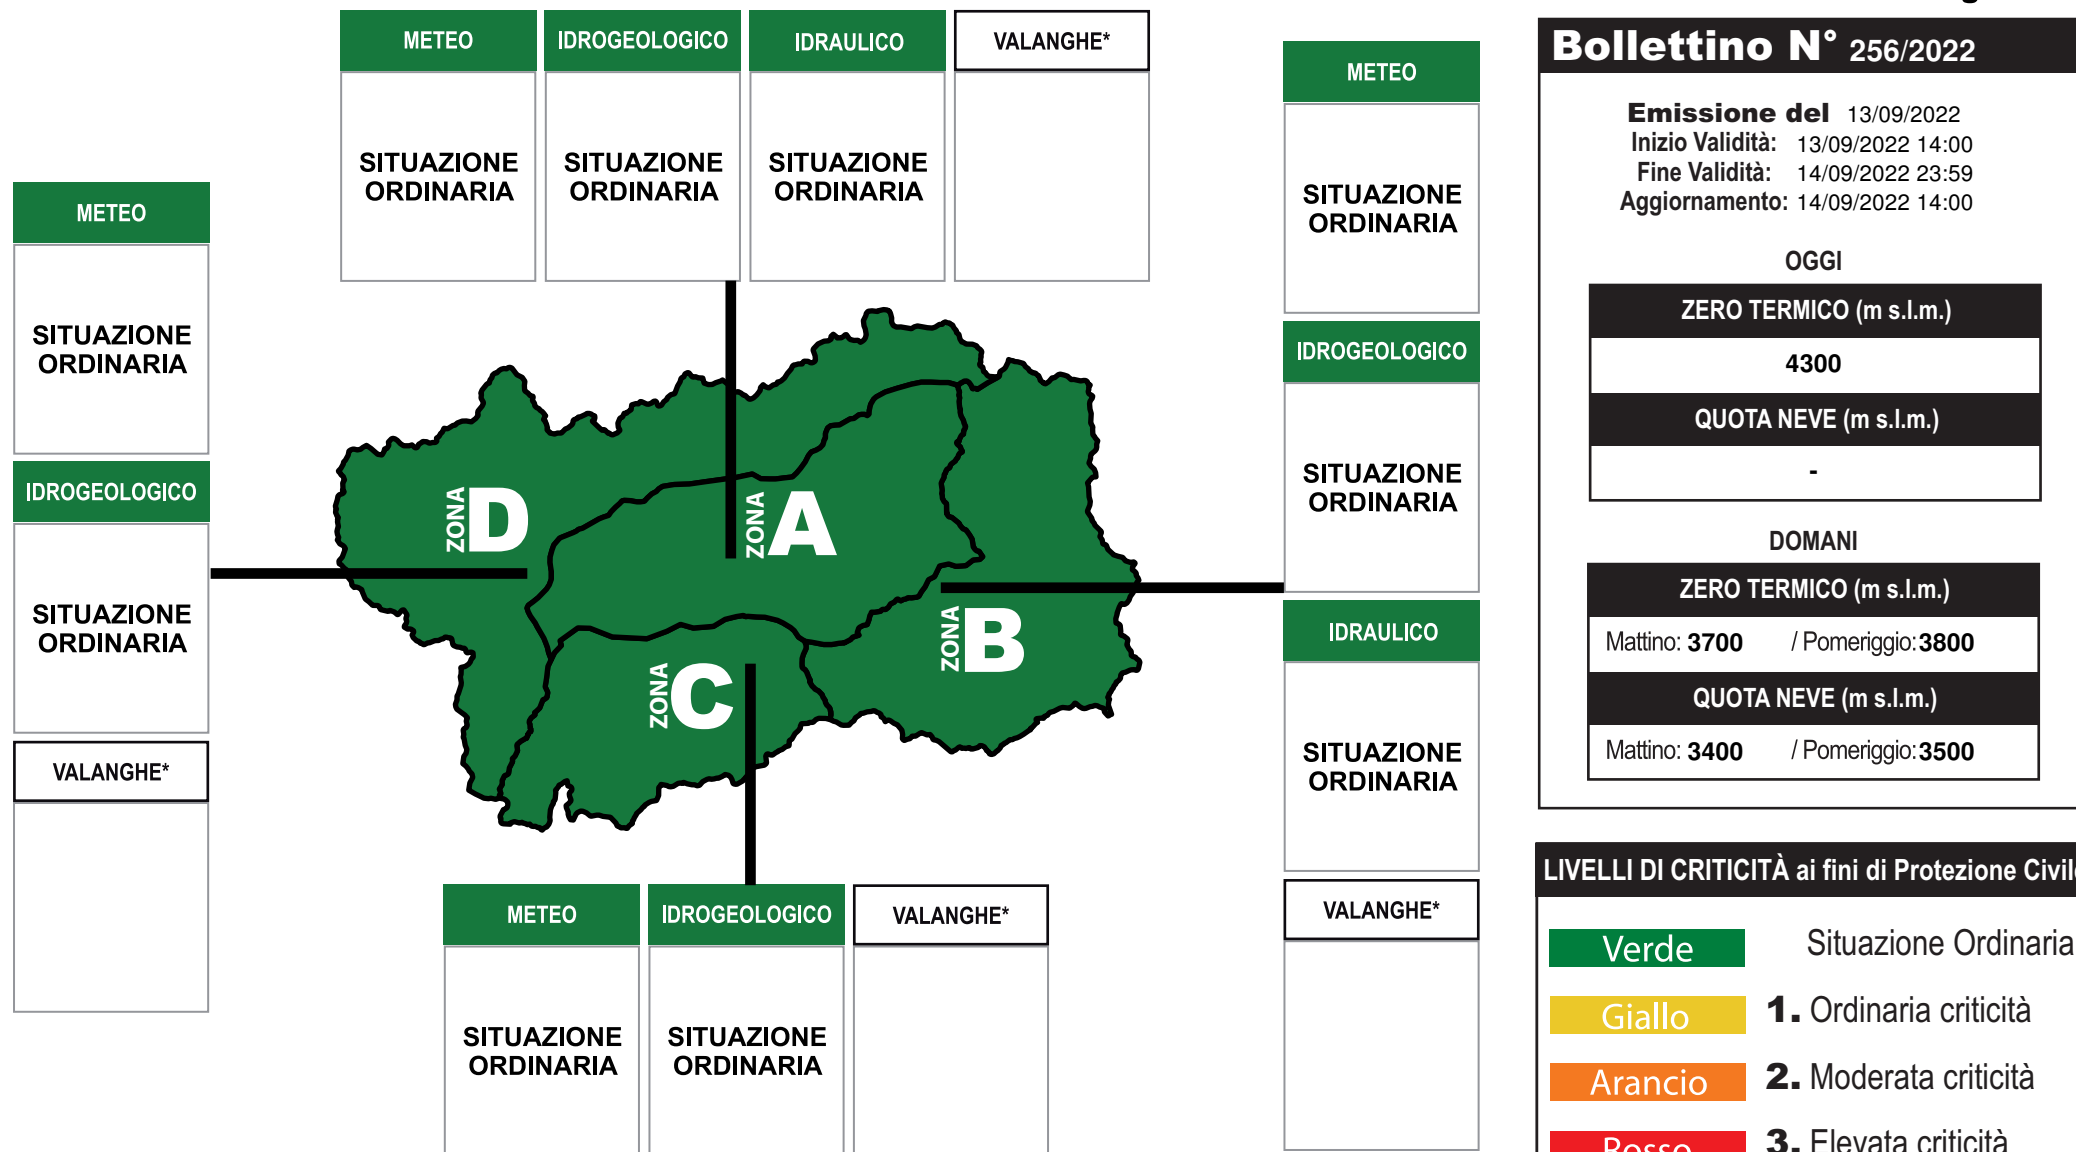 METEO
IDROGEOLOGICO
IDRAULICO
VALANGHE*
SITUAZIONE
ORDINARIA
SITUAZIONE
ORDINARIA
SITUAZIONE
ORDINARIA
METEO
SITUAZIONE
ORDINARIA
IDROGEOLOGICO
SITUAZIONE
ORDINARIA
VALANGHE*
ZONA D
ZONA A
ZONA B
ZONA C
METEO
SITUAZIONE
ORDINARIA
IDROGEOLOGICO
SITUAZIONE
ORDINARIA
IDRAULICO
SITUAZIONE
ORDINARIA
VALANGHE*
METEO
IDROGEOLOGICO
VALANGHE*
SITUAZIONE
ORDINARIA
SITUAZIONE
ORDINARIA
Bollettino N° 256/2022
Emissione del 13/09/2022
Inizio Validità: 13/09/2022 14:00
Fine Validità: 14/09/2022 23:59
Aggiornamento: 14/09/2022 14:00
OGGI
ZERO TERMICO (m s.l.m.)
4300
QUOTA NEVE (m s.l.m.)
-
DOMANI
ZERO TERMICO (m s.l.m.)
Mattino: 3700 / Pomeriggio: 3800
QUOTA NEVE (m s.l.m.)
Mattino: 3400 / Pomeriggio: 3500
LIVELLI DI CRITICITÀ ai fini di Protezione Civile
Verde Situazione Ordinaria
Giallo 1. Ordinaria criticità
Arancio 2. Moderata criticità
Rosso 3. Elevata criticità